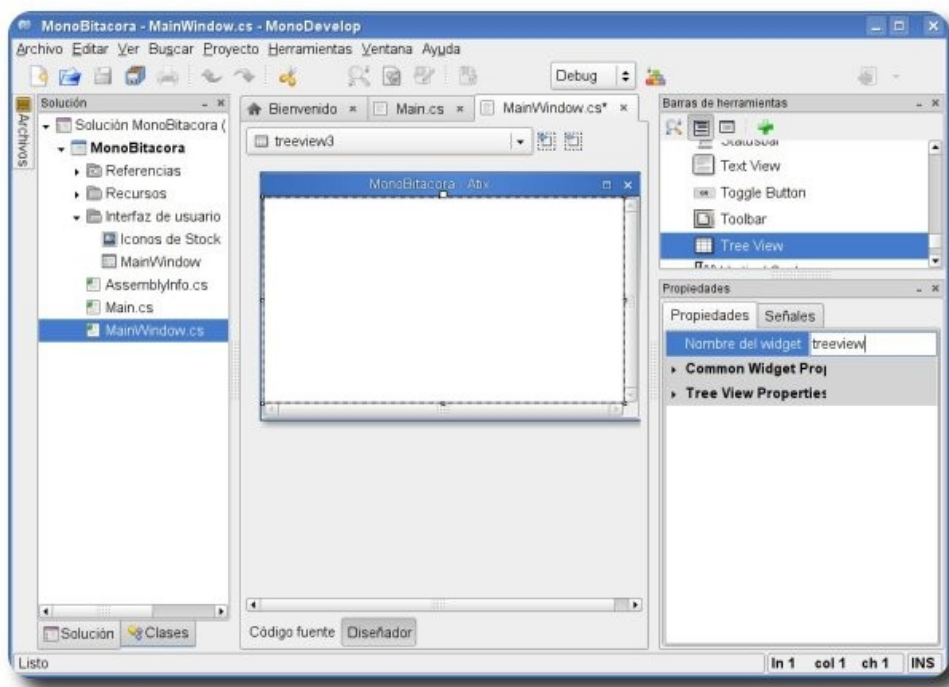 MonoBitacora - MainWindow.cs - MonoDevelop
Archivo Editar Ver Buscar Proyecto Herramientas Ventana Ayuda
Debug
Archivos
Solución
Solución MonoBitacora (
MonoBitacora
Referencias
Recursos
Interfaz de usuario
Iconos de Stock
MainWindow
AssemblyInfo.cs
Main.cs
MainWindow.cs
Solución Clases
Bienvenido Main.cs MainWindow.cs*
treeview3
MonoBitacora - Atix
Código fuente Diseñador
Barras de herramientas
Statusbar
Text View
Toggle Button
Toolbar
Tree View
Propiedades
Propiedades Señales
Nombre del widget treeview
Common Widget Proj
Tree View Properties
Listo
ln 1 col 1 ch 1 INS